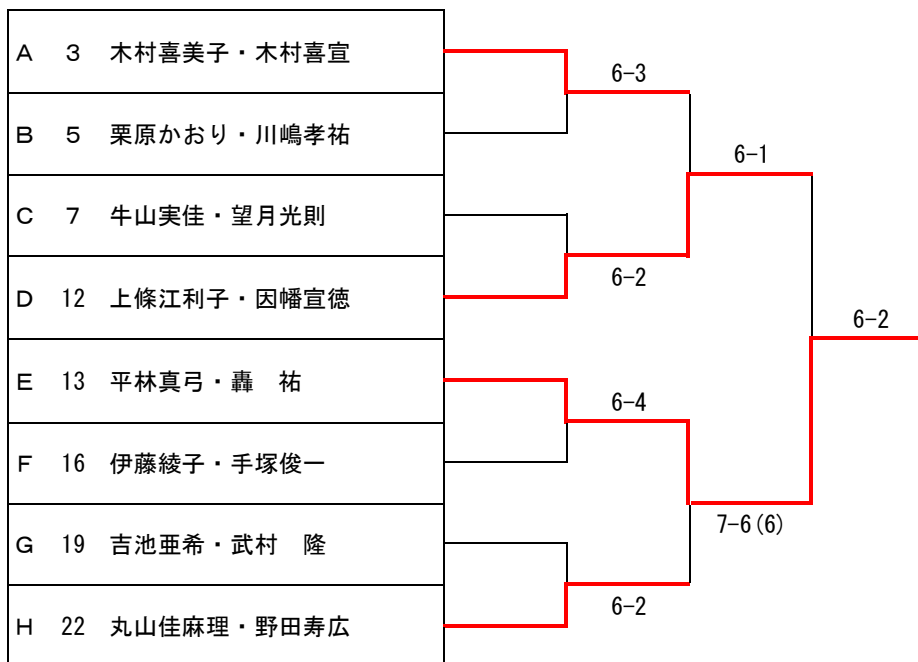 A 3 木村喜美子・木村喜宣
6-3
B 5 栗原かおり・川嶋孝祐
6-1
C 7 牛山実佳・望月光則
6-2
D 12 上條江利子・因幡宣徳
6-2
E 13 平林真弓・轟　祐
6-4
F 16 伊藤綾子・手塚俊一
7-6(6)
G 19 吉池亜希・武村　隆
6-2
H 22 丸山佳麻理・野田寿広